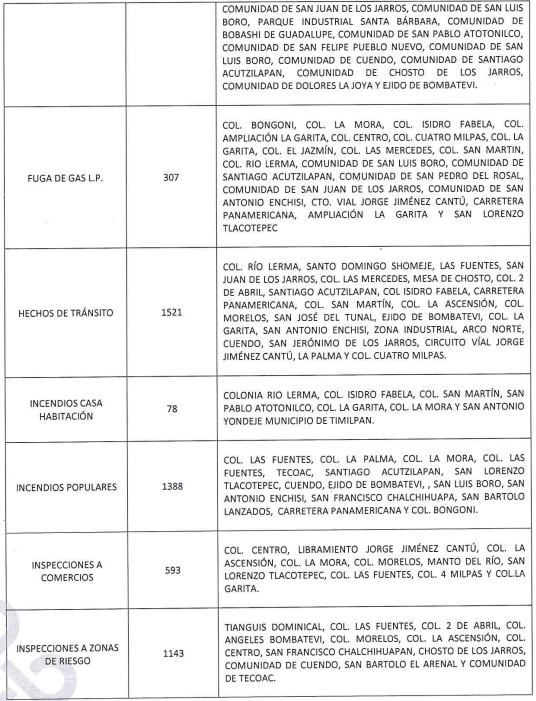 COMUNIDAD DE SAN JUAN DE LOS JARROS, COMUNIDAD DE SAN LUIS
BORO, PARQUE INDUSTRIAL SANTA BÁRBARA, COMUNIDAD DE
BOBASHI DE GUADALUPE, COMUNIDAD DE SAN PABLO ATOTONILCO,
COMUNIDAD DE SAN FELIPE PUEBLO NUEVO, COMUNIDAD DE SAN
LUIS BORO, COMUNIDAD DE CUENDO, COMUNIDAD DE SANTIAGO
ACUTZILAPAN, COMUNIDAD DE CHOSTO DE LOS JARROS,
COMUNIDAD DE DOLORES LA JOYA Y EJIDO DE BOMBATEVI.
FUGA DE GAS L.P.
307
COL. BONGONI, COL. LA MORA, COL. ISIDRO FABELA, COL.
AMPLIACIÓN LA GARITA, COL. CENTRO, COL. CUATRO MILPAS, COL. LA
GARITA, COL. EL JAZMÍN, COL. LAS MERCEDES, COL. SAN MARTIN,
COL. RIO LERMA, COMUNIDAD DE SAN LUIS BORO, COMUNIDAD DE
SANTIAGO ACUTZILAPAN, COMUNIDAD DE SAN PEDRO DEL ROSAL,
COMUNIDAD DE SAN JUAN DE LOS JARROS, COMUNIDAD DE SAN
ANTONIO ENCHISI, CTO. VIAL JORGE JIMÉNEZ CANTÚ, CARRETERA
PANAMERICANA, AMPLIACIÓN LA GARITA Y SAN LORENZO
TLACOTEPEC
HECHOS DE TRÁNSITO
1521
COL. RÍO LERMA, SANTO DOMINGO SHOMEJE, LAS FUENTES, SAN
JUAN DE LOS JARROS, COL. LAS MERCEDES, MESA DE CHOSTO, COL. 2
DE ABRIL, SANTIAGO ACUTZILAPAN, COL ISIDRO FABELA, CARRETERA
PANAMERICANA, COL. SAN MARTÍN, COL. LA ASCENSIÓN, COL.
MORELOS, SAN JOSÉ DEL TUNAL, EJIDO DE BOMBATEVI, COL. LA
GARITA, SAN ANTONIO ENCHISI, ZONA INDUSTRIAL, ARCO NORTE,
CUENDO, SAN JERÓNIMO DE LOS JARROS, CIRCUITO VÍAL JORGE
JIMÉNEZ CANTÚ, LA PALMA Y COL. CUATRO MILPAS.
INCENDIOS CASA
HABITACIÓN
78
COLONIA RIO LERMA, COL. ISIDRO FABELA, COL. SAN MARTÍN, SAN
PABLO ATOTONILCO, COL. LA GARITA, COL. LA MORA Y SAN ANTONIO
YONDEJE MUNICIPIO DE TIMILPAN.
INCENDIOS POPULARES
1388
COL. LAS FUENTES, COL. LA PALMA, COL. LA MORA, COL. LAS
FUENTES, TECOAC, SANTIAGO ACUTZILAPAN, SAN LORENZO
TLACOTEPEC, CUENDO, EJIDO DE BOMBATEVI, , SAN LUIS BORO, SAN
ANTONIO ENCHISI, SAN FRANCISCO CHALCHIHUAPA, SAN BARTOLO
LANZADOS, CARRETERA PANAMERICANA Y COL. BONGONI.
INSPECCIONES A
COMERCIOS
593
COL. CENTRO, LIBRAMIENTO JORGE JIMÉNEZ CANTÚ, COL. LA
ASCENSIÓN, COL. LA MORA, COL. MORELOS, MANTO DEL RÍO, SAN
LORENZO TLACOTEPEC, COL. LAS FUENTES, COL. 4 MILPAS Y COL.LA
GARITA.
INSPECCIONES A ZONAS
DE RIESGO
1143
TIANGUIS DOMINICAL, COL. LAS FUENTES, COL. 2 DE ABRIL, COL.
ANGELES BOMBATEVI, COL. MORELOS, COL. LA ASCENSIÓN, COL.
CENTRO, SAN FRANCISCO CHALCHIHUAPAN, CHOSTO DE LOS JARROS,
COMUNIDAD DE CUENDO, SAN BARTOLO EL ARENAL Y COMUNIDAD
DE TECOAC.